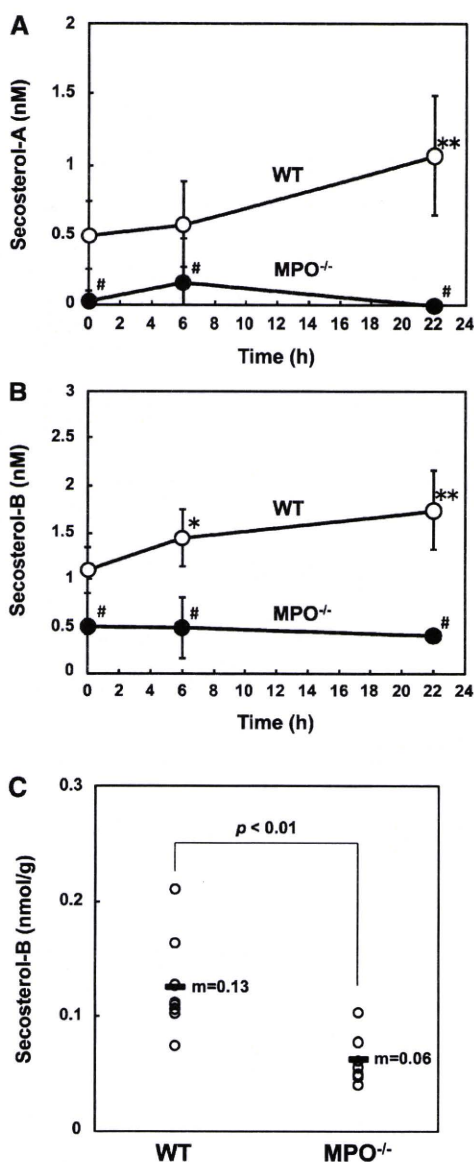 A
Secosterol-A (nM)
2
1.5
1
0.5
0
**
WT
MPO-/-
#
#
#
0 2 4 6 8 10 12 14 16 18 20 22 24
Time (h)
B
Secosterol-B (nM)
3
2.5
2
1.5
1
0.5
0
*
WT
**
#
#
MPO-/-
#
0 2 4 6 8 10 12 14 16 18 20 22 24
Time (h)
C
Secosterol-B (nmol/g)
0.3
0.2
0.1
0
p < 0.01
m=0.13
m=0.06
WT MPO-/-